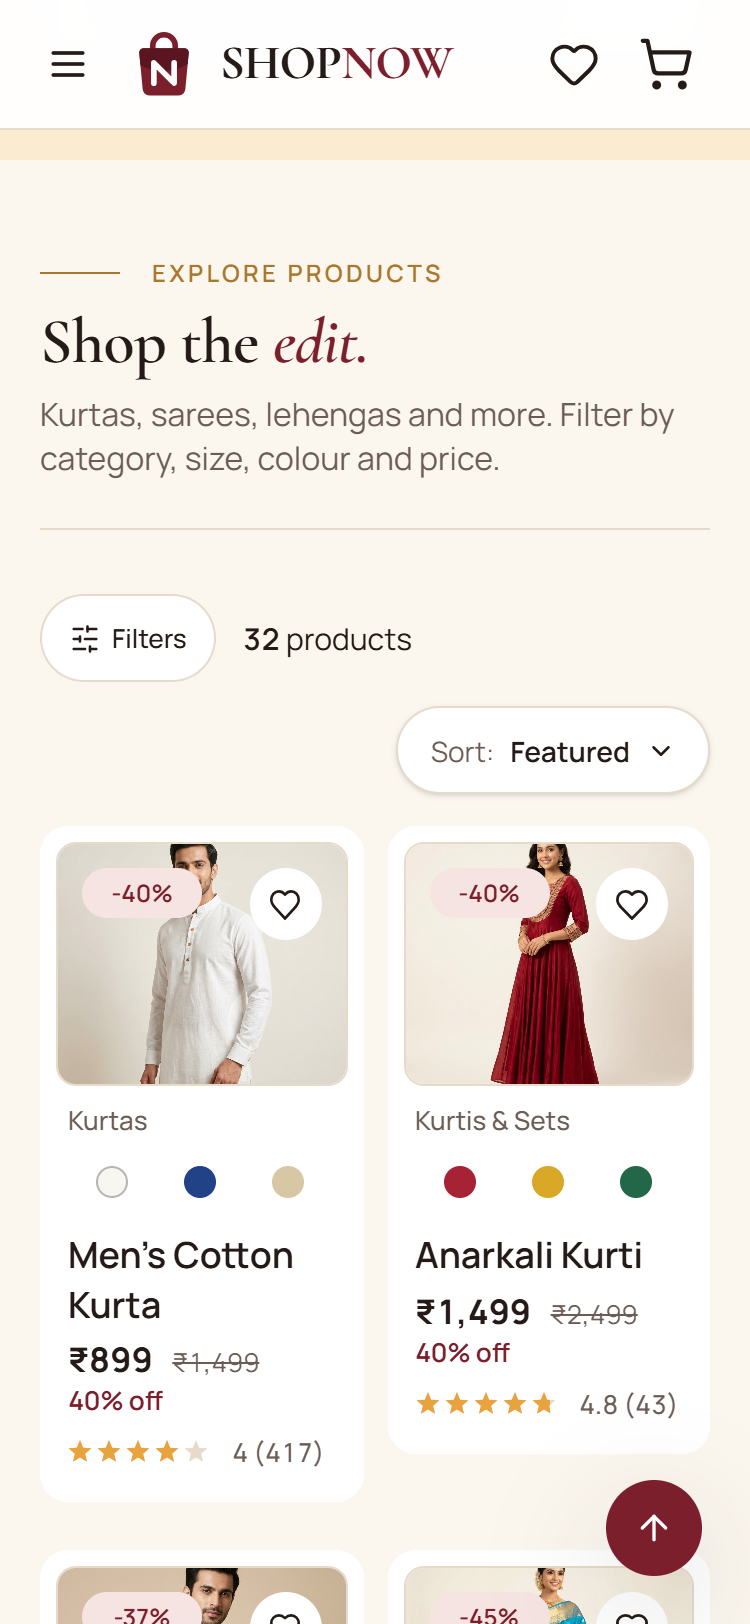 N SHOPNOW
EXPLORE PRODUCTS
Shop the edit.
Kurtas, sarees, lehengas and more. Filter by
category, size, colour and price.
Filters 32 products
Sort: Featured
-40%
Kurtas
Men’s Cotton
Kurta
₹899 ₹1,499
40% off
4 (417)
-40%
Kurtis & Sets
Anarkali Kurti
₹1,499 ₹2,499
40% off
4.8 (43)
-37%
-45%